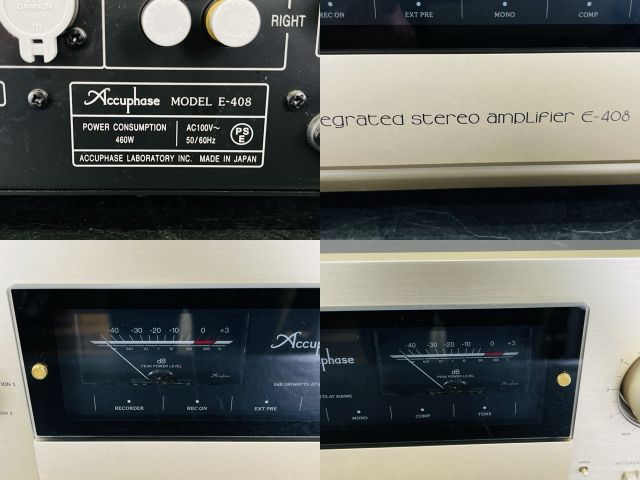 CANNON
RIGHT
Accuphase MODEL E-408
POWER CONSUMPTION
460W
AC100V~
50/60Hz
PS
E
ACCUPHASE LABORATORY INC. MADE IN JAPAN
REC ON EXT PRE MONO COMP
egrated stereo amplifier E-408
-40 -30 -20 -10 0 +3
dB
PEAK POWER LEVEL
Accuphase
Accup
RECORDER REC ON EXT PRE
-40 -30 -20 -10 0 +3
dB
PEAK POWER LEVEL
phase
MONO COMP TONE
OPEN